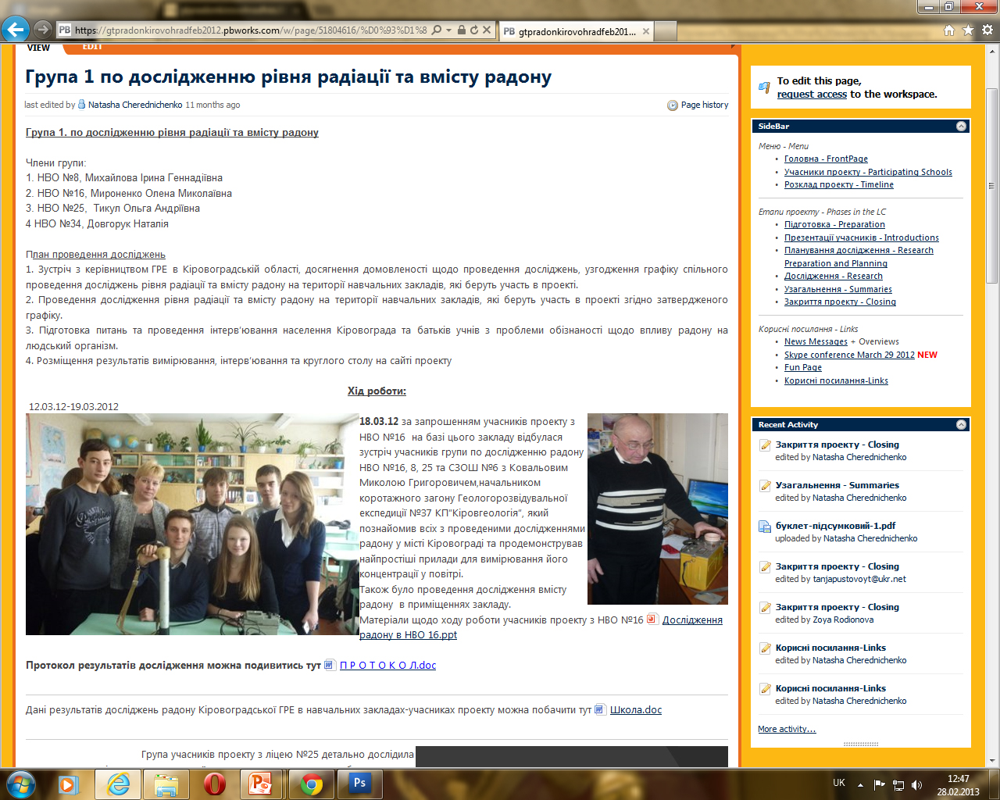 https://gtpradonkirovohradfeb2012.pbworks.com/w/page/51804616/%D0%93%D1%8
gtpradonkirovohradfeb201...
VIEW
EDIT
Група 1 по дослідженню рівня радіації та вмісту радону
last edited by Natasha Cherednichenko 11 months ago
Page history
Група 1. по дослідженню рівня радіації та вмісту радону
Члени групи:
1. НВО №8, Михайлова Ірина Геннадіївна
2. НВО №16, Мироненко Олена Миколаївна
3. НВО №25, Тикул Ольга Андріївна
4 НВО №34, Довгорук Наталія
План проведення досліджень
1. Зустріч з керівництвом ГРЕ в Кіровоградській області, досягнення домовленості щодо проведення досліджень, узгодження графіку спільного
проведення досліджень рівня радіації та вмісту радону на території навчальних закладів, які беруть участь в проекті.
2. Проведення дослідження рівня радіації та вмісту радону на території навчальних закладів, які беруть участь в проекті згідно затвердженого
графіку.
3. Підготовка питань та проведення інтерв'ювання населення Кіровограда та батьків учнів з проблеми обізнаності щодо впливу радону на
людський організм.
4. Розміщення результатів вимірювання, інтерв'ювання та круглого столу на сайті проекту
Хід роботи:
12.03.12-19.03.2012
18.03.12 за запрошенням учасників проекту з
НВО №16 на базі цього закладу відбулася
зустріч учасників групи по дослідженню радону
НВО №16, 8, 25 та СЗОШ №6 з Ковальовим
Миколою Григоровичем,начальником
коротажного загону Геологорозвідувальної
експедиції №37 КП"Кіровгеологія", який
познайомив всіх з проведеними дослідженнями
радону у місті Кіровограді та продемонстрував
найпростіші прилади для вимірювання його
концентрації у повітрі.
Також було проведення дослідження вмісту
радону в приміщеннях закладу.
Матеріали щодо ходу роботи учасників проекту з НВО №16 Дослідження
радону в НВО 16.ppt
Протокол результатів дослідження можна подивитись тут П Р О Т О К О Л.doc
Дані результатів досліджень радону Кіровоградської ГРЕ в навчальних закладах-учасниках проекту можна побачити тут Школа.doc
Група учасників проекту з ліцею №25 детально дослідила
To edit this page,
request access to the workspace.
SideBar
Меню - Menu
• Головна - FrontPage
• Учасники проекту - Participating Schools
• Розклад проекту - Timeline
Етапи проекту - Phases in the LC
• Підготовка - Preparation
• Презентації учасників - Introductions
• Планування дослідження - Research
Preparation and Planning
• Дослідження - Research
• Узагальнення - Summaries
• Закриття проекту - Closing
Корисні посилання - Links
• News Messages + Overviews
• Skype conference March 29 2012 NEW
• Fun Page
• Корисні посилання-Links
Recent Activity
Закриття проекту - Closing
edited by Natasha Cherednichenko
Узагальнення - Summaries
edited by Natasha Cherednichenko
буклет-підсумковий-1.pdf
uploaded by Natasha Cherednichenko
Закриття проекту - Closing
edited by tanjapustovoyt@ukr.net
Закриття проекту - Closing
edited by Zoya Rodionova
Корисні посилання-Links
edited by Natasha Cherednichenko
Корисні посилання-Links
edited by Natasha Cherednichenko
More activity...
UK
12:47
28.02.2013